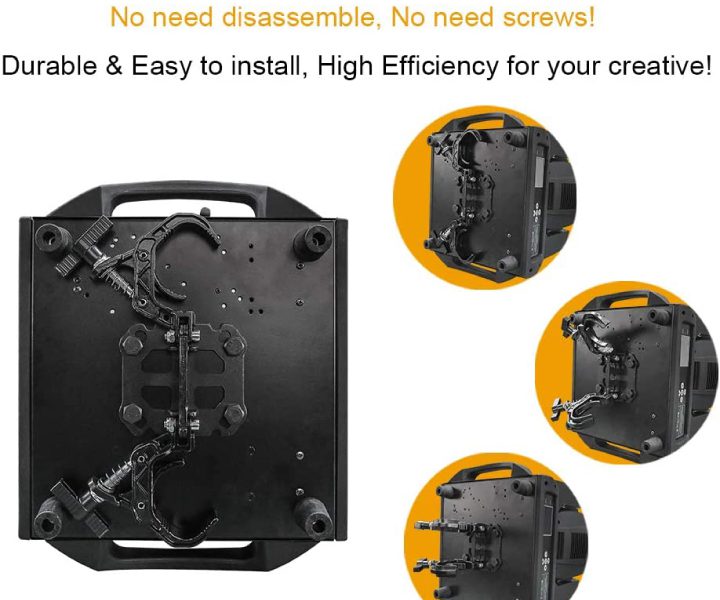 No need disassemble, No need screws!
Durable & Easy to install, High Efficiency for your creative!